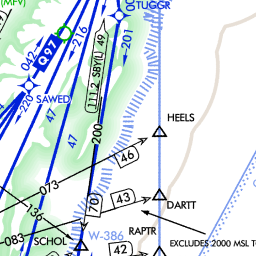 (MFV)
TUGGR
Q97
042
216
201
111.2 SBY(L) 49
220
SAWED
47
47
200
HEELS
46
073
70
43
DARTT
136
083
SCHOL
W-386
RAPTR
42
EXCLUDES 2000 MSL T